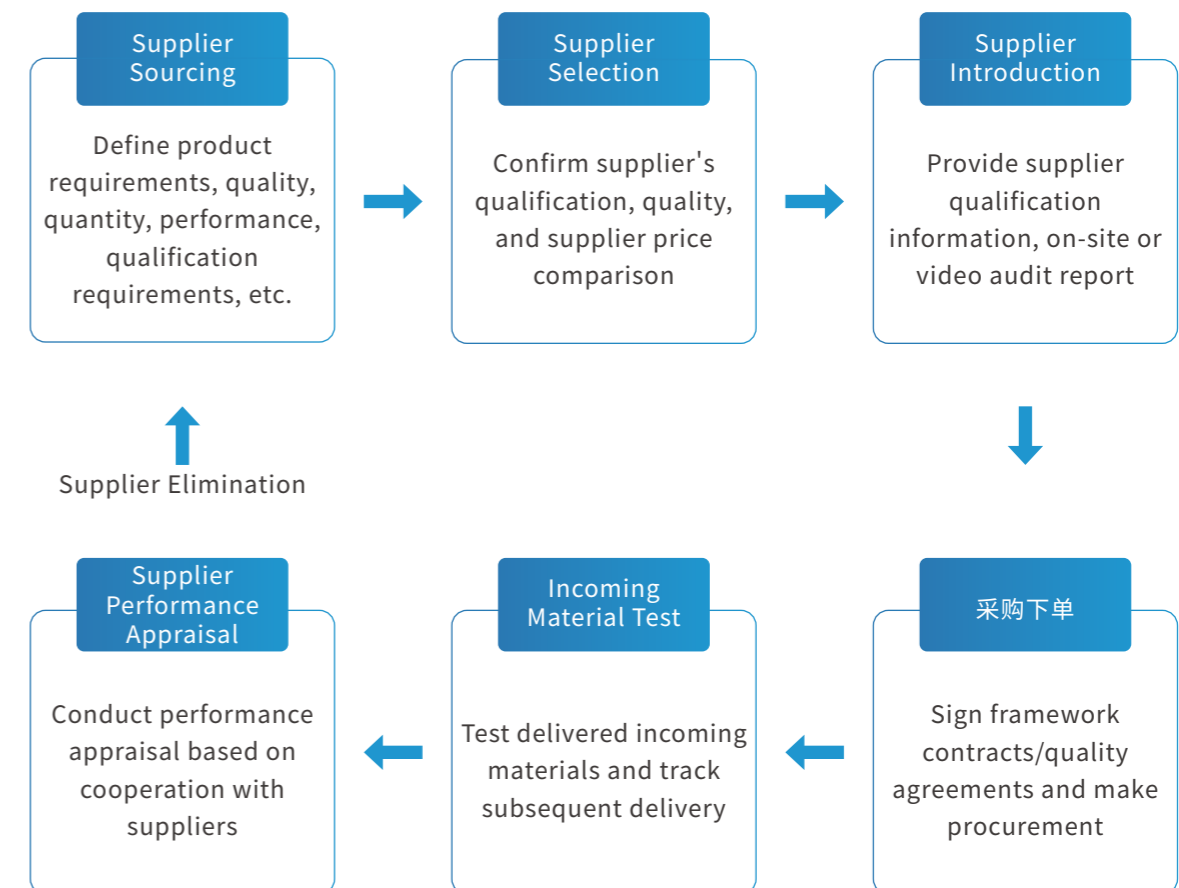 Supplier
Sourcing
Define product
requirements, quality,
quantity, performance,
qualification
requirements, etc.
Supplier
Selection
Confirm supplier's
qualification, quality,
and supplier price
comparison
Supplier
Introduction
Provide supplier
qualification
information, on-site or
video audit report
Supplier Elimination
采购下单
Sign framework
contracts/quality
agreements and make
procurement
Incoming
Material Test
Test delivered incoming
materials and track
subsequent delivery
Supplier
Performance
Appraisal
Conduct performance
appraisal based on
cooperation with
suppliers